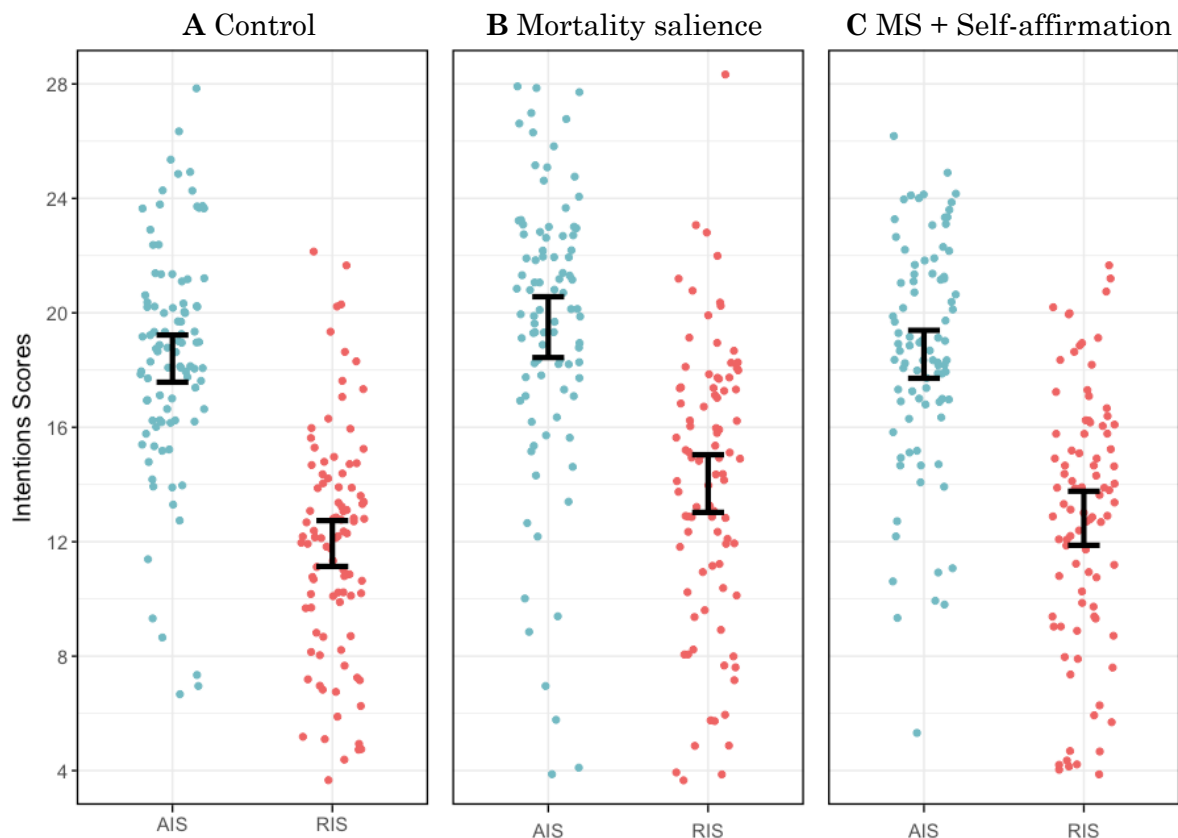 A Control
B Mortality salience
C MS + Self-affirmation
Intentions Scores
28
24
20
16
12
8
4
AIS
RIS
AIS
RIS
AIS
RIS